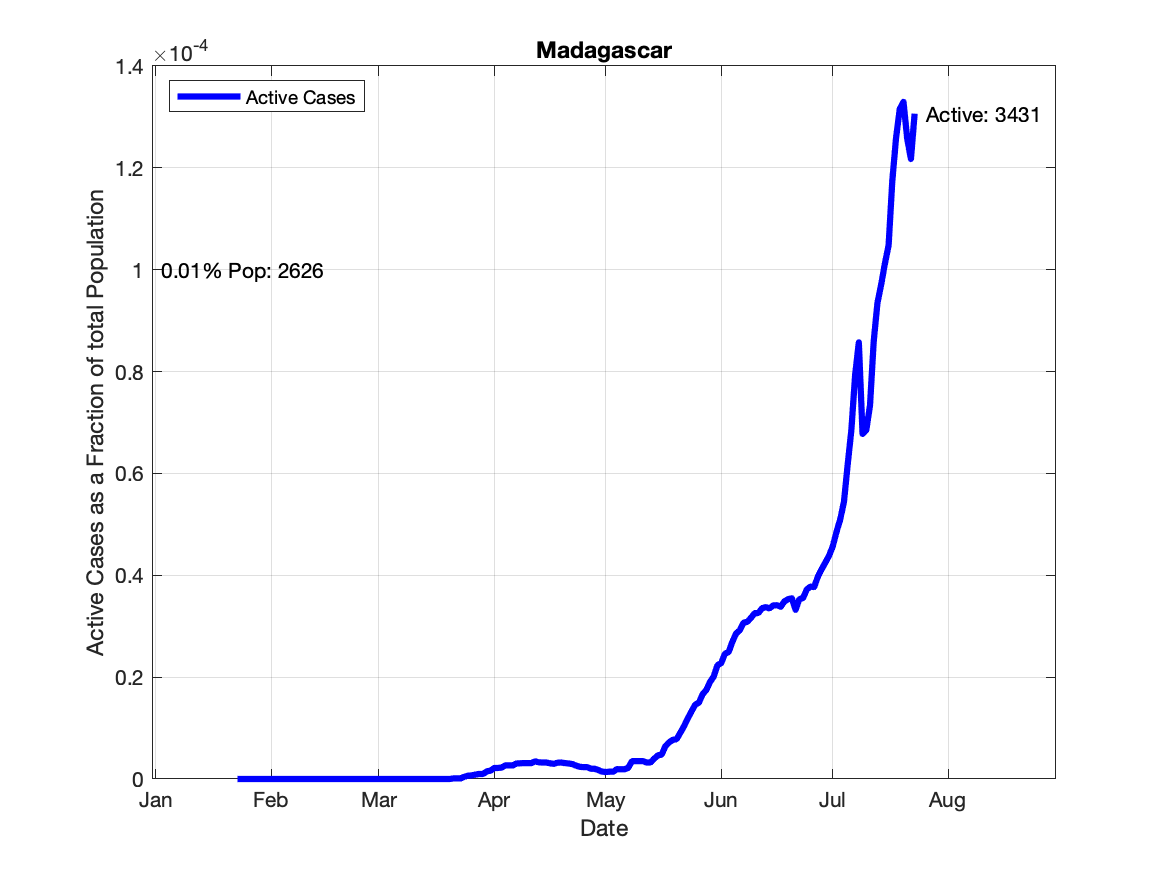 Madagascar
×10-4
1.4
1.2
1
0.8
0.6
0.4
0.2
0
Active Cases
Active: 3431
0.01% Pop: 2626
Active Cases as a Fraction of total Population
Jan Feb Mar Apr May Jun Jul Aug
Date